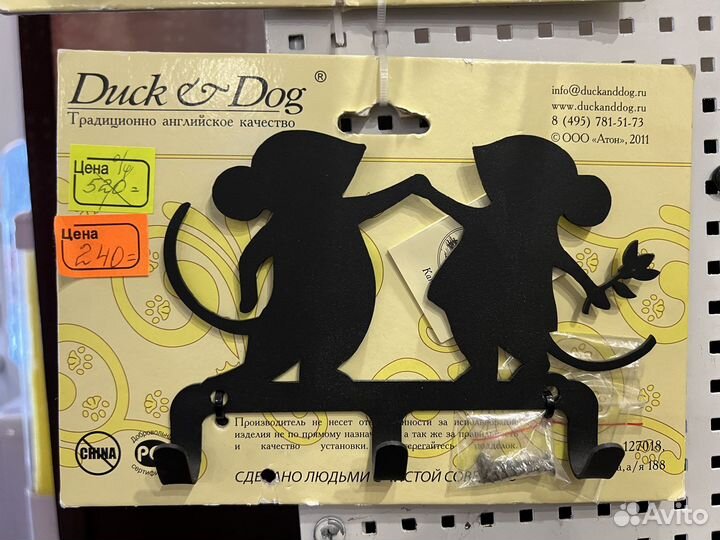 Duck & Dog ®
Традиционно английское качество
info@duckanddog.ru
www.duckanddog.ru
8 (495) 781-51-73
© ООО «Атон», 2011
Цена
520=
Цена
240=
Производитель не несет за
изделия не по прямому а так же за
и качество установки. подделок.
CHINA
РС
127018,
а/я 188
СДЕЛАНО ЛЮДЬМИ
Avito